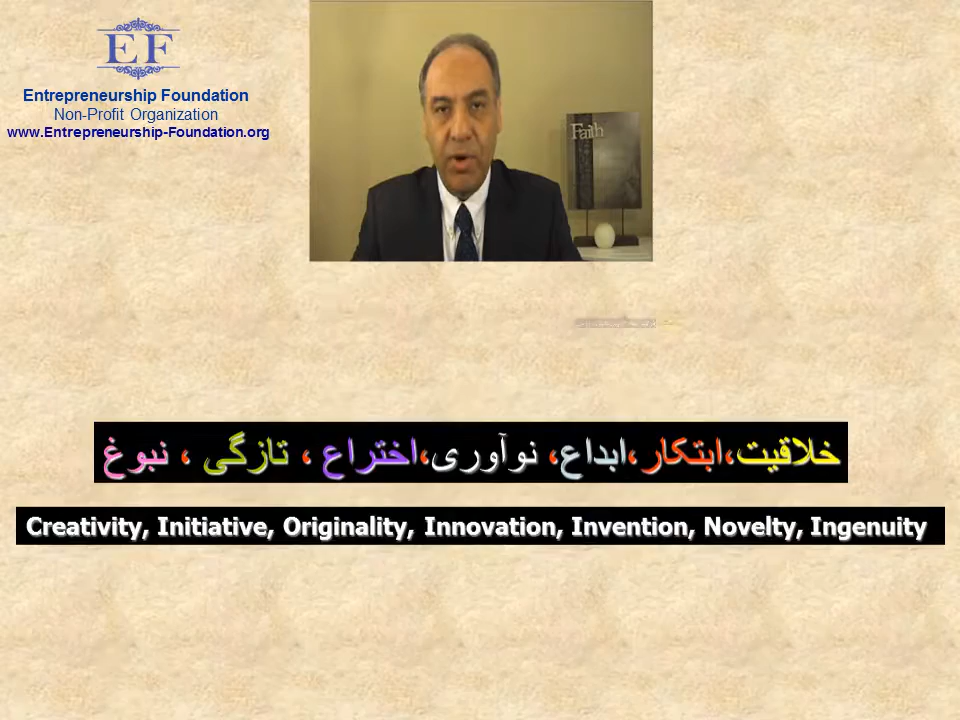 EF
Entrepreneurship Foundation
Non-Profit Organization
www.Entrepreneurship-Foundation.org
Faith
خلاقیت،ابتکار،ابداع، نوآوری،اختراع ، تازگی ، نبوغ
Creativity, Initiative, Originality, Innovation, Invention, Novelty, Ingenuity